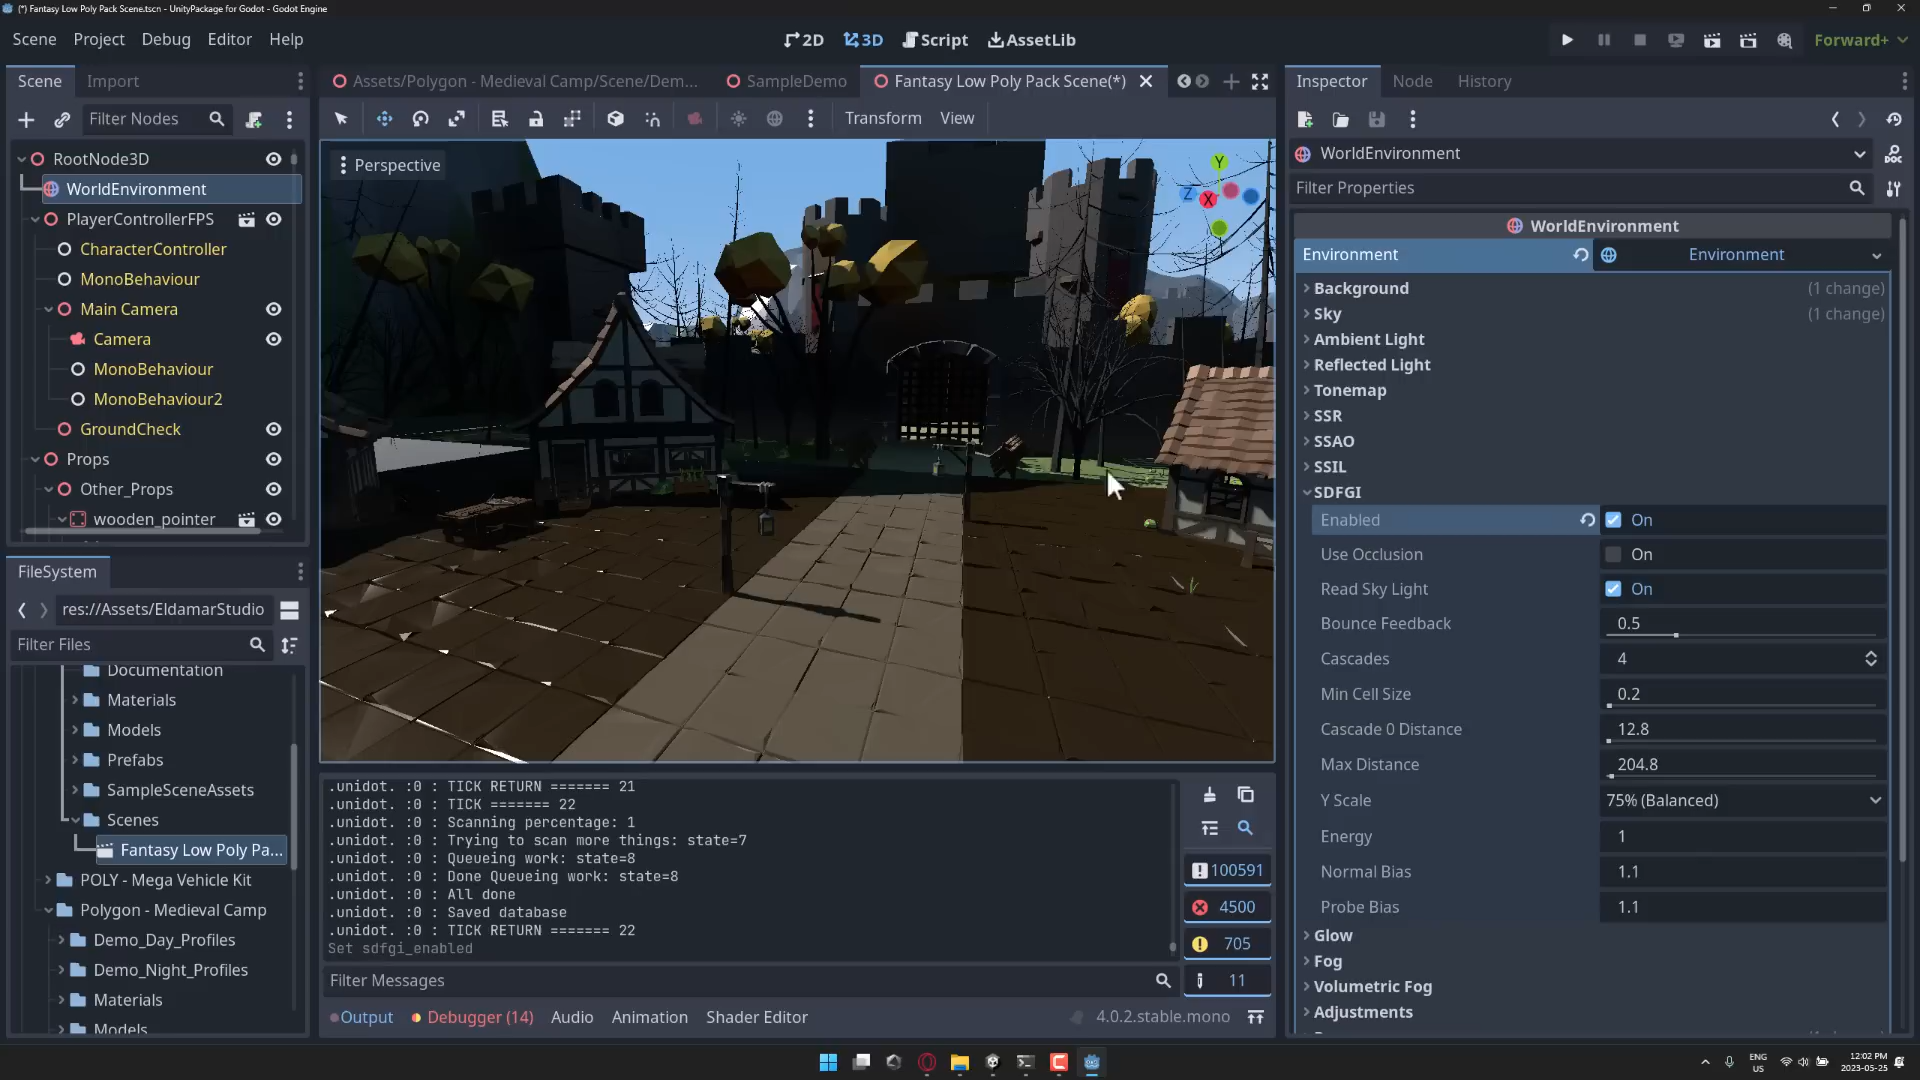 (*) Fantasy Low Poly Pack Scene.tscn - UnityPackage for Godot - Godot Engine
Scene Project Debug Editor Help
2D 3D Script AssetLib
Forward+
Scene Import
Assets/Polygon - Medieval Camp/Scene/Dem... SampleDemo Fantasy Low Poly Pack Scene(*)
Inspector Node History
Filter Nodes
Transform View
RootNode3D
WorldEnvironment
PlayerControllerFPS
CharacterController
MonoBehaviour
Main Camera
Camera
MonoBehaviour
MonoBehaviour2
GroundCheck
Props
Other_Props
wooden_pointer
FileSystem
res://Assets/EldamarStudio
Filter Files
Documentation
Materials
Models
Prefabs
SampleSceneAssets
Scenes
Fantasy Low Poly Pa...
POLY - Mega Vehicle Kit
Polygon - Medieval Camp
Demo_Day_Profiles
Demo_Night_Profiles
Materials
Models
Perspective
Y
Z
X
.unidot. :0 : TICK RETURN ======= 21
.unidot. :0 : TICK ======= 22
.unidot. :0 : Scanning percentage: 1
.unidot. :0 : Trying to scan more things: state=7
.unidot. :0 : Queueing work: state=8
.unidot. :0 : Done Queueing work: state=8
.unidot. :0 : All done
.unidot. :0 : Saved database
.unidot. :0 : TICK RETURN ======= 22
Set sdfgi_enabled
100591
4500
705
11
Filter Messages
Output Debugger (14) Audio Animation Shader Editor
4.0.2.stable.mono
WorldEnvironment
DOC
Filter Properties
WorldEnvironment
Environment Environment
Background (1 change)
Sky (1 change)
Ambient Light
Reflected Light
Tonemap
SSR
SSAO
SSIL
SDFGI
Enabled On
Use Occlusion On
Read Sky Light On
Bounce Feedback 0.5
Cascades 4
Min Cell Size 0.2
Cascade 0 Distance 12.8
Max Distance 204.8
Y Scale 75% (Balanced)
Energy 1
Normal Bias 1.1
Probe Bias 1.1
Glow
Fog
Volumetric Fog
Adjustments
ENG
US
12:02 PM
2023-05-25